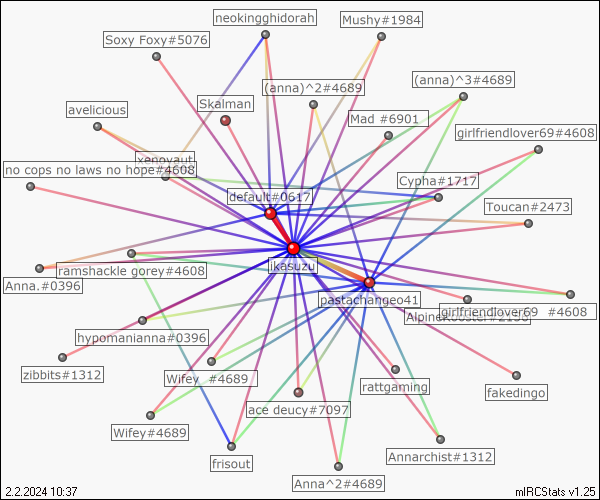 neokingghidorah
Mushy#1984
Soxy Foxy#5076
(anna)^2#4689
(anna)^3#4689
Skalman
avelicious
Mad #6901
girlfriendlover69#4608
xenovaut
no cops no laws no hope#4608
Cypha#1717
default#0617
Toucan#2473
ikasuzu
ramshackle gorey#4608
Anna.#0396
pastachangeo41
girlfriendlover69 #4608
hypomanianna#0396
zibbits#1312
Wifey_#4689
rattgaming
fakedingo
ace deucy#7097
Wifey#4689
frisout
Annarchist#1312
Anna^2#4689
2.2.2024 10:37
mIRCStats v1.25